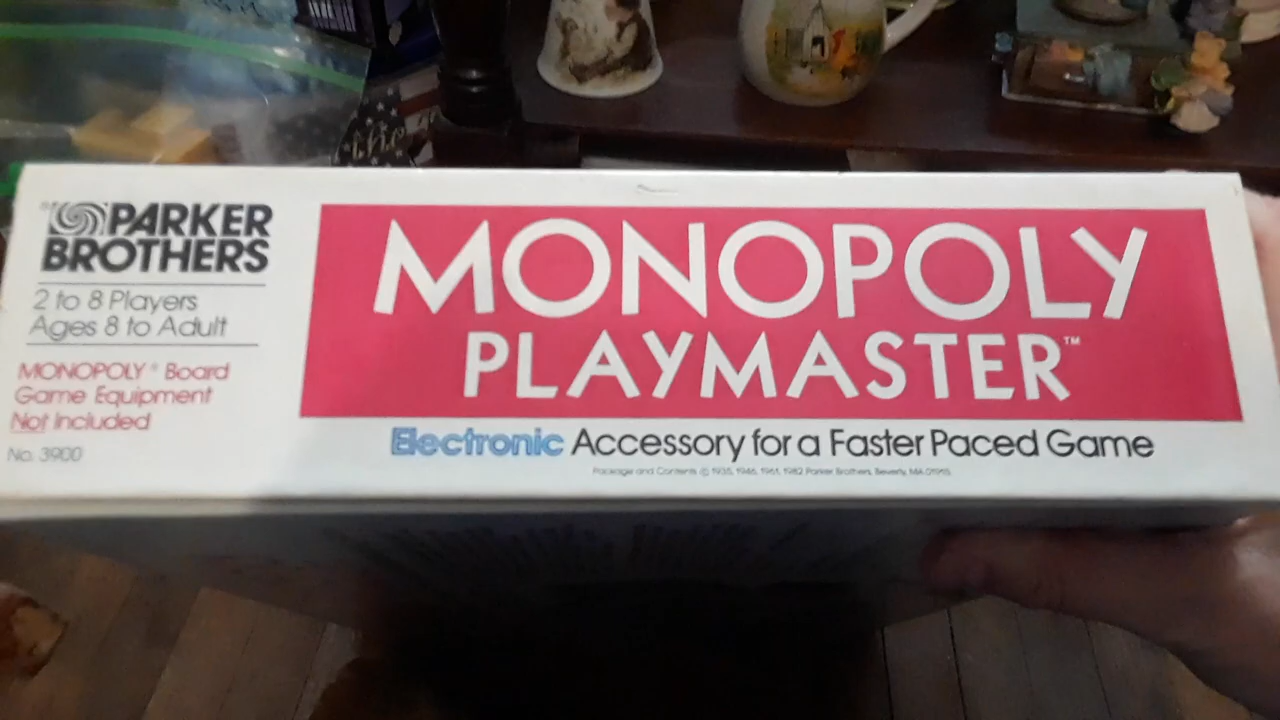 the
PARKER
BROTHERS
2 to 8 Players
Ages 8 to Adult
MONOPOLY® Board
Game Equipment
Not Included
No. 3900
MONOPOLY
PLAYMASTER™
Electronic Accessory for a Faster Paced Game
Package and Contents © 1935, 1946, 1961, 1982 Parker Brothers, Beverly, MA 01915